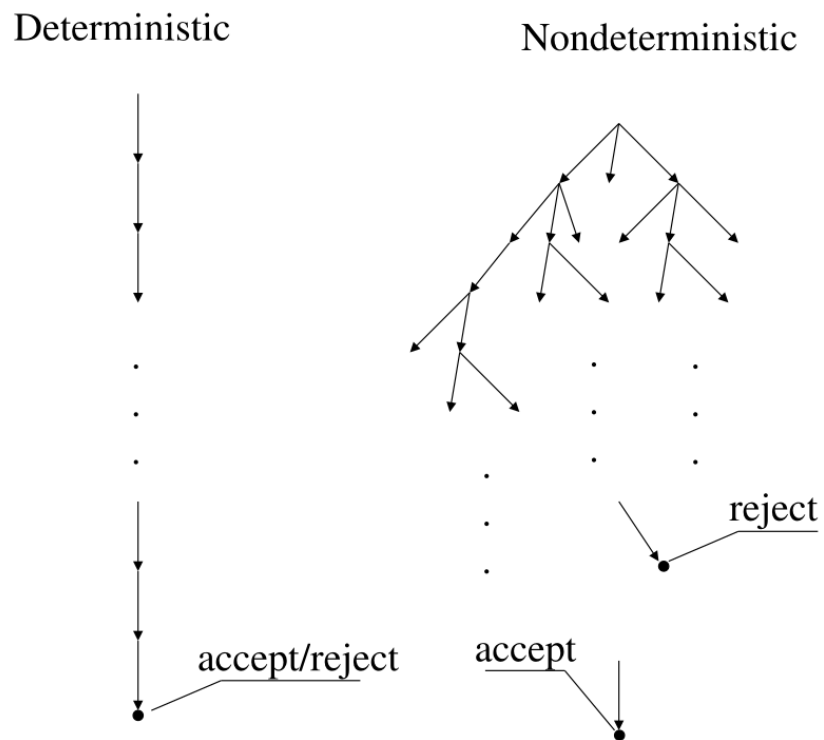 Deterministic
Nondeterministic
reject
accept/reject
accept